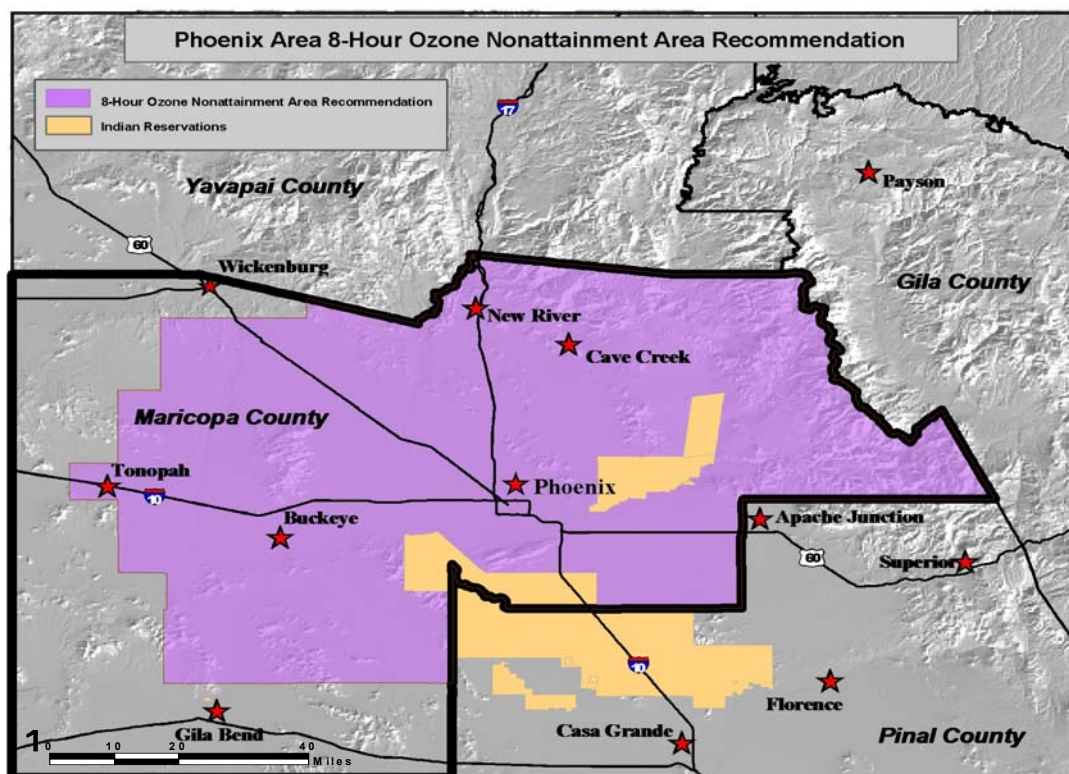 Phoenix Area 8-Hour Ozone Nonattainment Area Recommendation
8-Hour Ozone Nonattainment Area Recommendation
Indian Reservations
17
Payson
Yavapai County
60
Wickenburg
Gila County
New River
Cave Creek
Maricopa County
Tonopah
Phoenix
10
Buckeye
Apache Junction
60
Superior
10
Florence
Gila Bend
Casa Grande
Pinal County
1
0 10 20 40
Miles